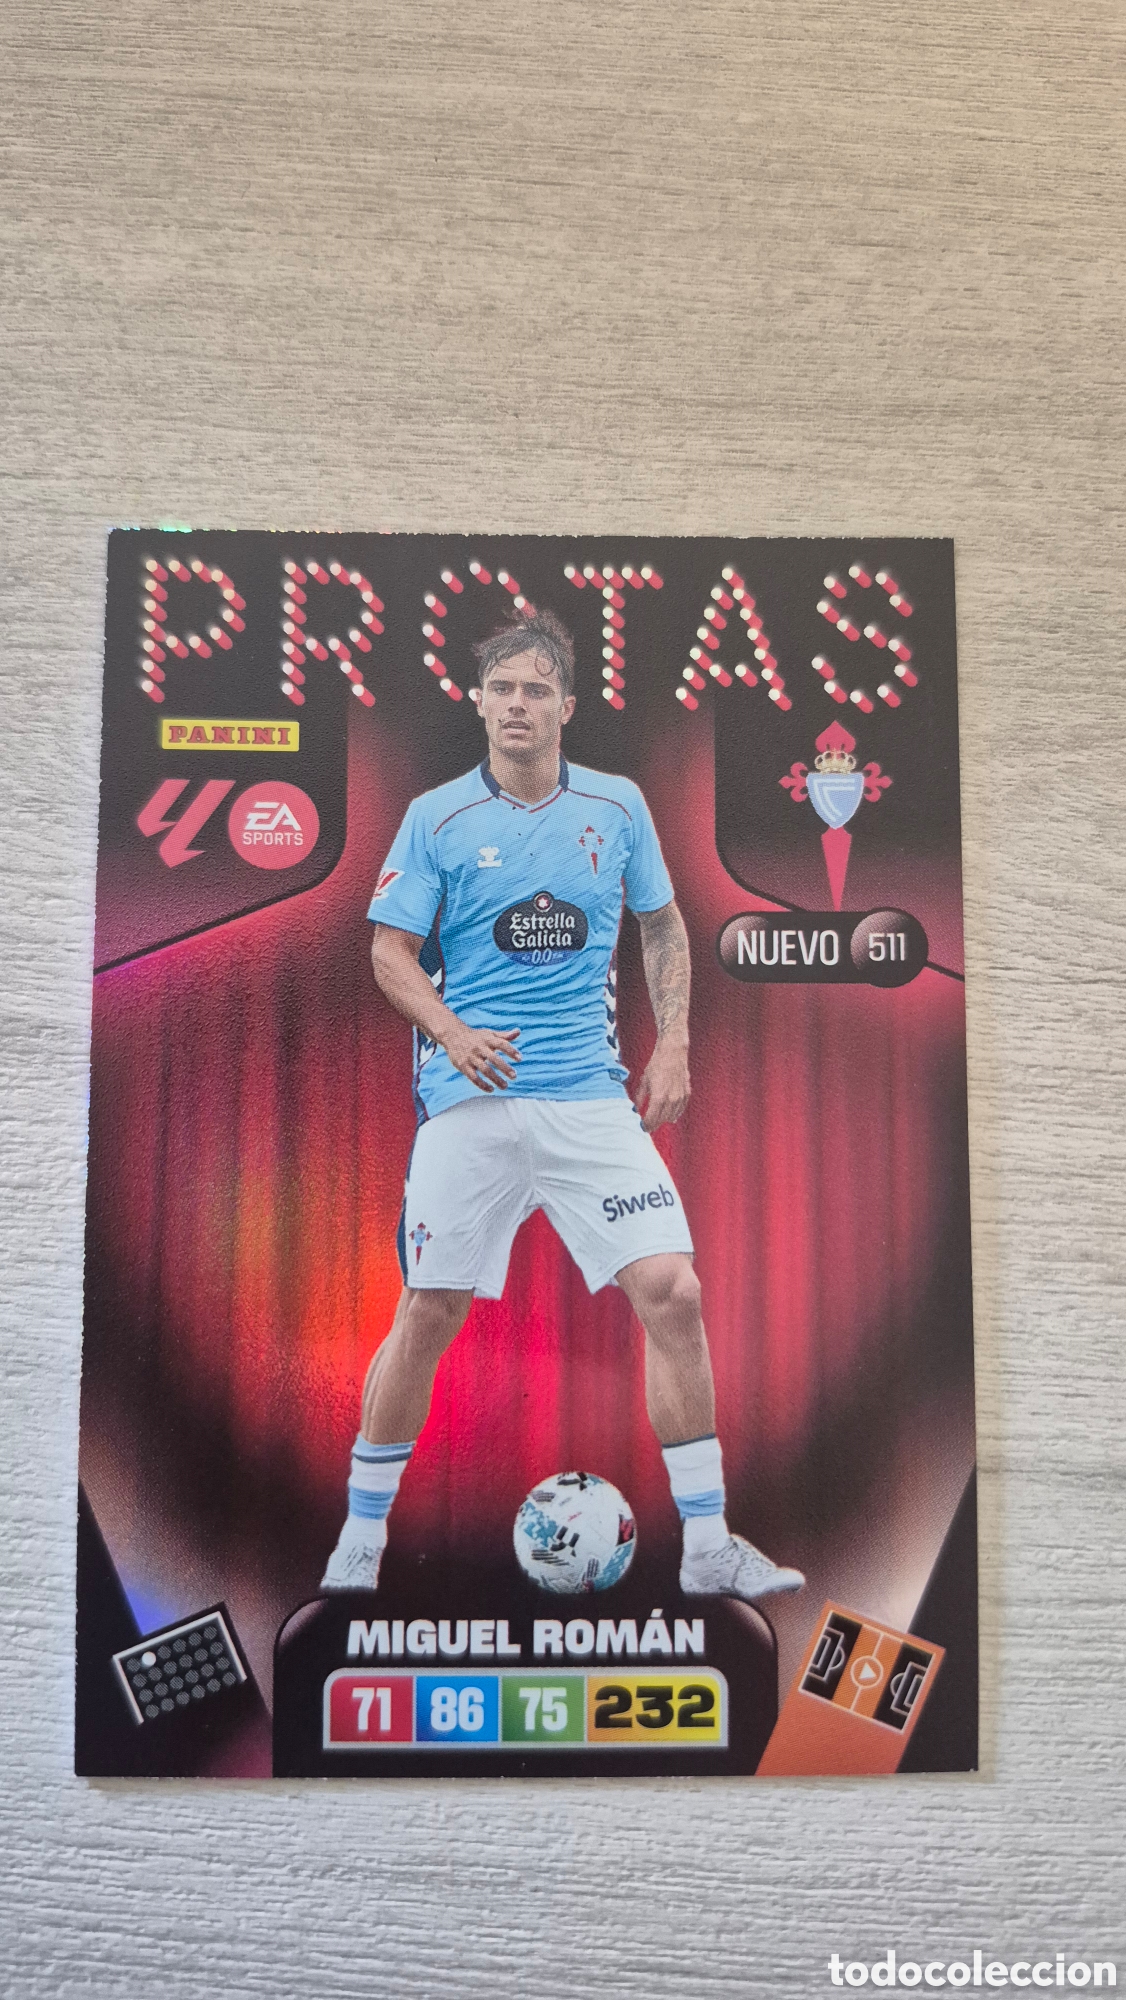 PROTAS
PANINI
EA
SPORTS
NUEVO 511
Estrella
Galicia
0,0
Siweb
MIGUEL ROMÁN
71 86 75 232
todocoleccion